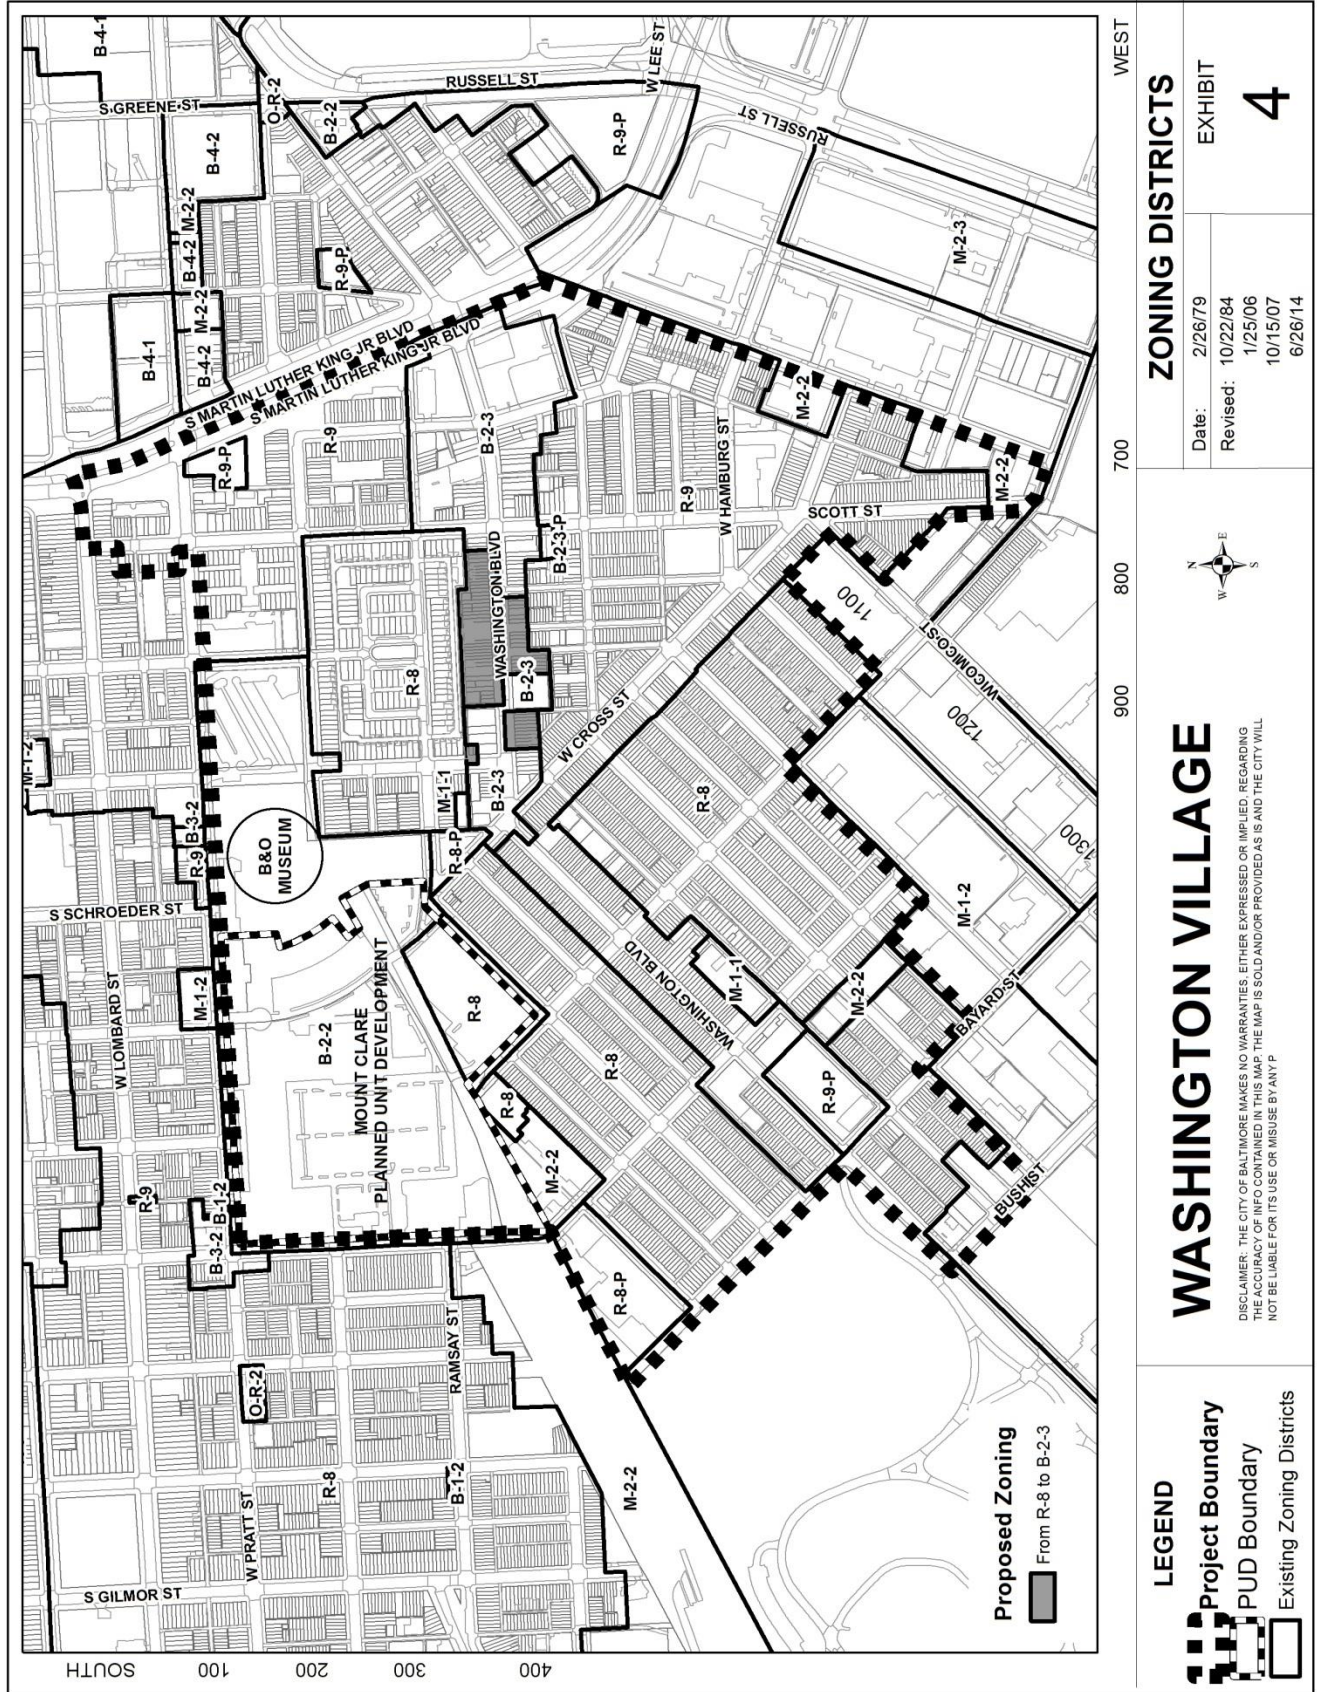 B-4-1
S GREENE ST
O-R-2
B-2-2
RUSSELL ST
W LEE ST
B-4-2
M-2-2
B-4-2
M-2-2
B-4-2
B-4-1
R-9-P
R-9-P
RUSSELL ST
M-2-3
S MARTIN LUTHER KING JR BLVD
S MARTIN LUTHER KING JR BLVD
R-9-P
R-9
B-2-3
B-2-3-P
R-9
W HAMBURG ST
M-2-2
M-2-2
SCOTT ST
WASHINGTON BLVD
R-8
B-2-3
W CROSS ST
1100
WICOMICO ST
1200
1300
M-1-2
B-3-2
R-9
B&O
MUSEUM
M-1-1
B-2-3
R-8-P
R-8
M-1-2
S SCHROEDER ST
W LOMBARD ST
M-1-2
B-2-2
MOUNT CLARE
PLANNED UNIT DEVELOPMENT
R-8
WASHINGTON BLVD
M-1-1
M-2-2
BAYARD ST
R-9
B-1-2
B-3-2
R-8
M-2-2
R-8
R-9-P
BUSH ST
R-8-P
O-R-2
RAMSAY ST
W PRATT ST
R-8
B-1-2
M-2-2
S GILMOR ST
Proposed Zoning
From R-8 to B-2-3
SOUTH
100
200
300
400
WEST
700
800
900
LEGEND
Project Boundary
PUD Boundary
Existing Zoning Districts
WASHINGTON VILLAGE
DISCLAIMER: THE CITY OF BALTIMORE MAKES NO WARRANTIES, EITHER EXPRESSED OR IMPLIED, REGARDING
THE ACCURACY OF INFO CONTAINED IN THIS MAP. THE MAP IS SOLD AND/OR PROVIDED AS IS AND THE CITY WILL
NOT BE LIABLE FOR ITS USE OR MISUSE BY ANY P
N
W
E
S
ZONING DISTRICTS
Date: 2/26/79
Revised: 10/22/84
1/25/06
10/15/07
6/26/14
EXHIBIT
4